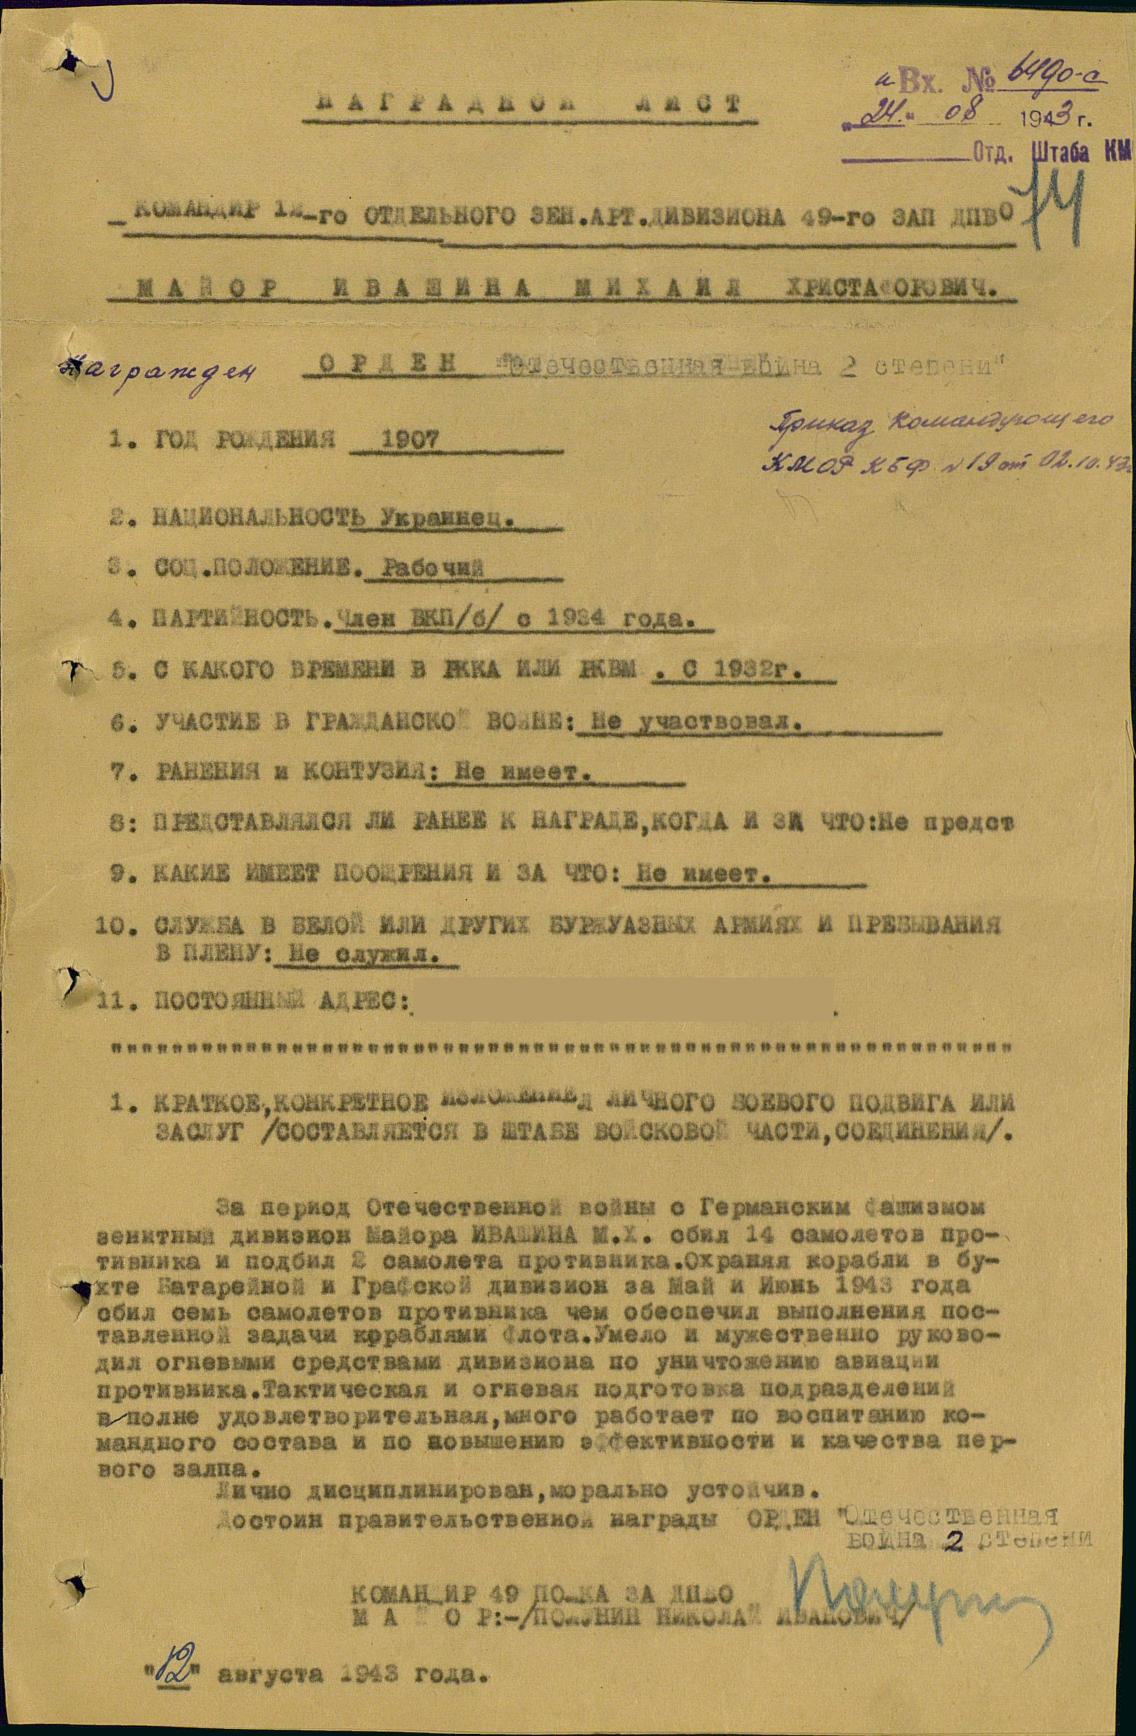 Вх. № 6490-с
НАГРАДНОЙ ЛИСТ
"24." 08 1943 г.
Отд. Штаба КМ
74
КОМАНДИР 12-го ОТДЕЛЬНОГО ЗЕН.АРТ.ДИВИЗИОНА 49-го ЗАП ДПВО
МАЙОР ИВАШИНА МИХАИЛ ХРИСТАФОРОВИЧ.
Награжден ОРДЕН "Отечественная война 2 степени"
Приказ Командующего
КМОР КБФ №19 от 02.10.43г
1. ГОД РОЖДЕНИЯ 1907
2. НАЦИОНАЛЬНОСТЬ Украинец.
3. СОЦ.ПОЛОЖЕНИЕ. Рабочий
4. ПАРТИЙНОСТЬ.Член ВКП/б/ с 1934 года.
5. С КАКОГО ВРЕМЕНИ В РККА ИЛИ РКВМ . С 1932г.
6. УЧАСТИЕ В ГРАЖДАНСКОЙ ВОЙНЕ: Не участвовал.
7. РАНЕНИЯ и КОНТУЗИЯ: Не имеет.
8: ПРЕДСТАВЛЯЛСЯ ЛИ РАНЕЕ К НАГРАДЕ,КОГДА И ЗА ЧТО:Не предст
9. КАКИЕ ИМЕЕТ ПООЩРЕНИЯ И ЗА ЧТО: Не имеет.
10. СЛУЖБА В БЕЛОЙ ИЛИ ДРУГИХ БУРЖУАЗНЫХ АРМИЯХ И ПРЕБЫВАНИЯ
В ПЛЕНУ: Не служил.
11. ПОСТОЯННЫЙ АДРЕС: .
"""""""""""""""""""""""""""""""""""""""""""""""""""""""""""""
1. КРАТКОЕ,КОНКРЕТНОЕ ИЗЛОЖЕНИЕ ЛИЧНОГО БОЕВОГО ПОДВИГА ИЛИ
ЗАСЛУГ /СОСТАВЛЯЕТСЯ В ШТАБЕ ВОЙСКОВОЙ ЧАСТИ,СОЕДИНЕНИЯ/.
За период Отечественной войны с Германским фашизмом
зенитный дивизион Майора ИВАШИНА М.Х. сбил 14 самолетов про-
тивника и подбил 2 самолета противника.Охраняя корабли в бу-
хте Батарейной и Графской дивизион за Май и Июнь 1943 года
сбил семь самолетов противника чем обеспечил выполнения пос-
тавленной задачи кораблями флота.Умело и мужественно руково-
дил огневыми средствами дивизиона по уничтожению авиации
противника.Тактическая и огневая подготовка подразделений
вполне удовлетворительная,много работает по воспитанию ко-
мандного состава и по повышению эффективности и качества пер-
вого залпа.
Лично дисциплинирован,морально устойчив.
Достоин правительственной награды ОРДЕН "Отечественная
война 2 степени
КОМАНДИР 49 ПОЛКА ЗА ДПВО
МАЙОР:-/ПОЛУНИН НИКОЛАЙ ИВАНОВИЧ/
"12" августа 1943 года.